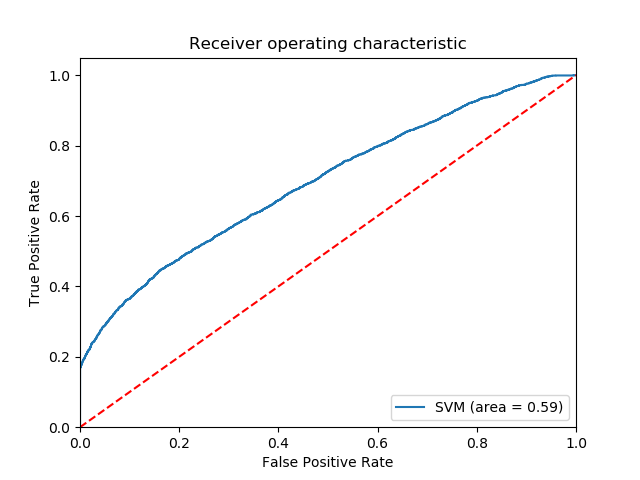 Receiver operating characteristic
True Positive Rate
1.0
0.8
0.6
0.4
0.2
0.0
SVM (area = 0.59)
0.0 0.2 0.4 0.6 0.8 1.0
False Positive Rate